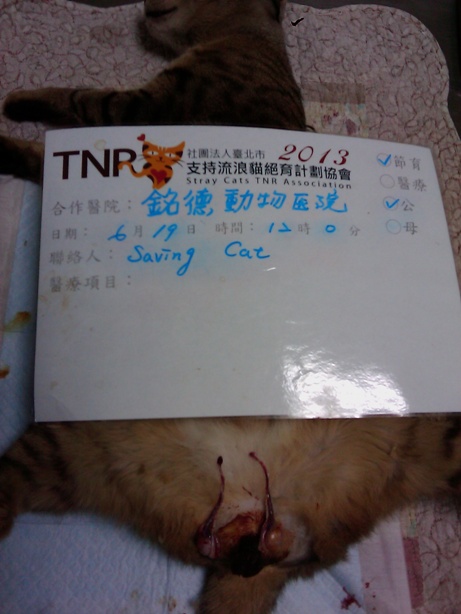 TNR 社團法人臺北市 2013
支持流浪貓絕育計劃協會
Stray Cats TNR Association
✓節育
○醫療
✓公
○母
合作醫院：銘德動物医院
日期：6月19日 時間：12時0分
聯絡人：Saving Cat
醫療項目：